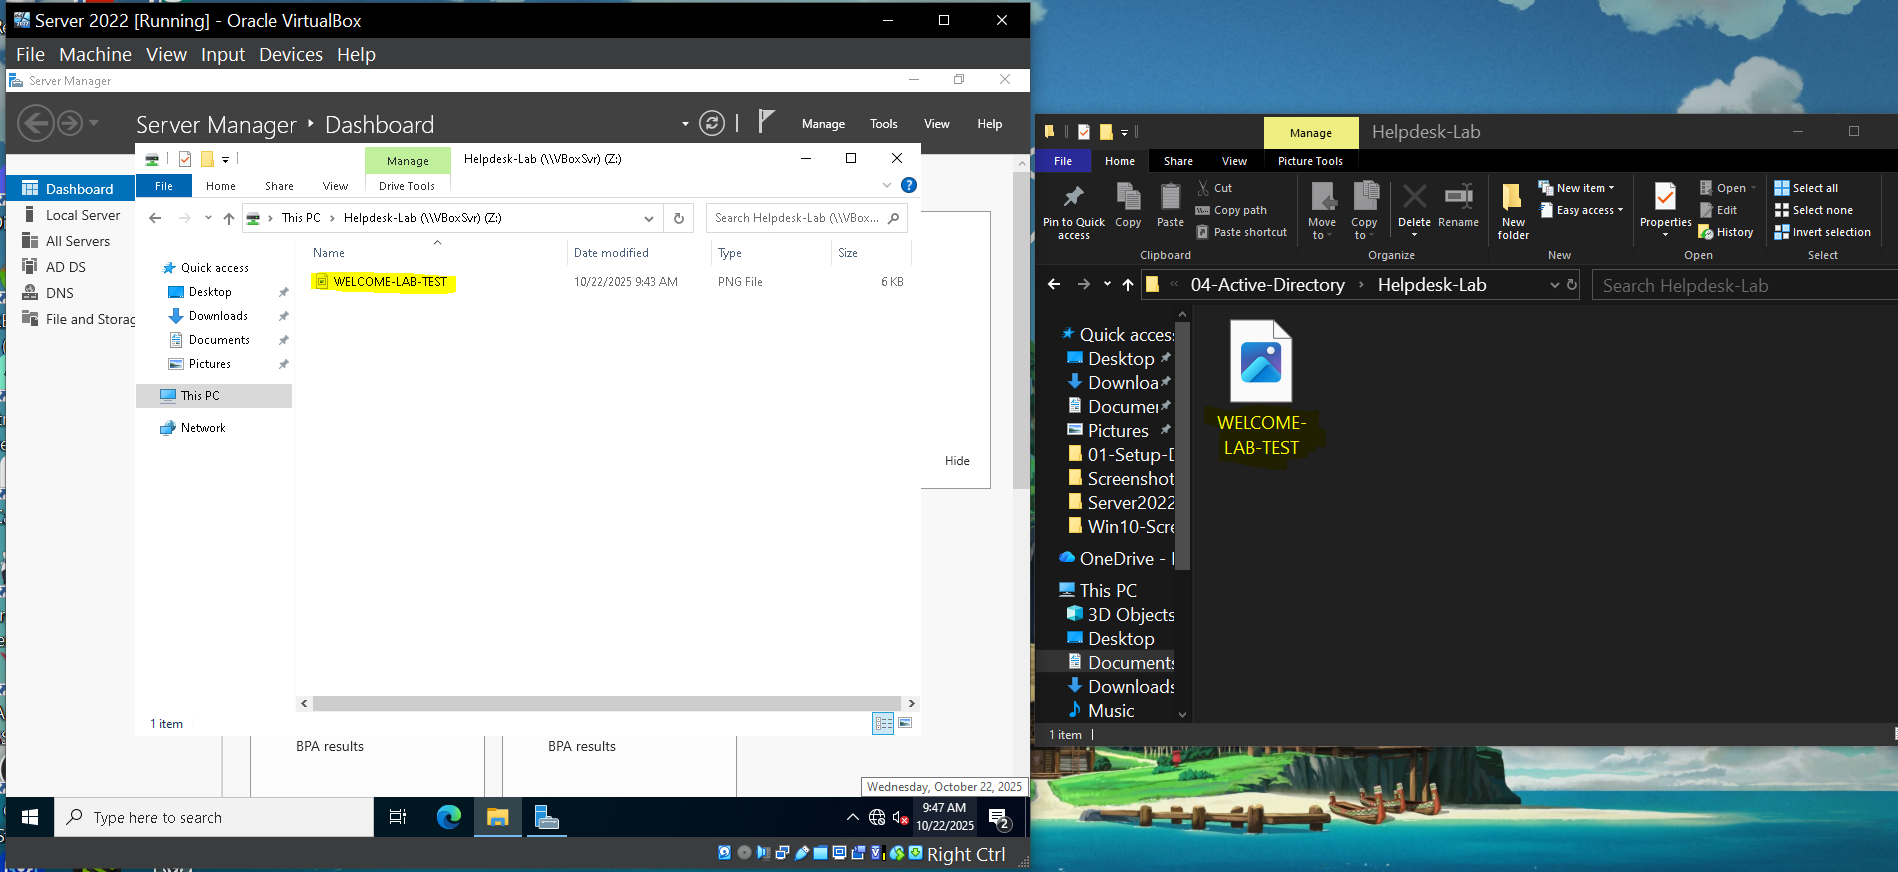 Server 2022 [Running] - Oracle VirtualBox
File Machine View Input Devices Help
Server Manager
Server Manager Dashboard
Manage Tools View Help
Dashboard
Local Server
All Servers
AD DS
DNS
File and Storag
Manage Helpdesk-Lab (\\VBoxSvr) (Z:)
File Home Share View Drive Tools
This PC > Helpdesk-Lab (\\VBoxSvr) (Z:)
Search Helpdesk-Lab (\\VBox...
Name Date modified Type Size
WELCOME-LAB-TEST 10/22/2025 9:43 AM PNG File 6 KB
Quick access
Desktop
Downloads
Documents
Pictures
This PC
Network
1 item
Hide
BPA results
BPA results
Wednesday, October 22, 2025
Type here to search
9:47 AM
10/22/2025
2
Right Ctrl
Manage Helpdesk-Lab
File Home Share View Picture Tools
Pin to Quick access
Copy
Paste
Cut
Copy path
Paste shortcut
Clipboard
Move to
Copy to
Delete
Rename
Organize
New folder
New item
Easy access
New
Properties
Open
Edit
History
Open
Select all
Select none
Invert selection
Select
« 04-Active-Directory > Helpdesk-Lab
Search Helpdesk-Lab
Quick acces
Desktop
Downloa
Documer
Pictures
01-Setup-D
Screenshot
Server2022
Win10-Scre
OneDrive -
This PC
3D Objects
Desktop
Documents
Downloads
Music
WELCOME-
LAB-TEST
1 item